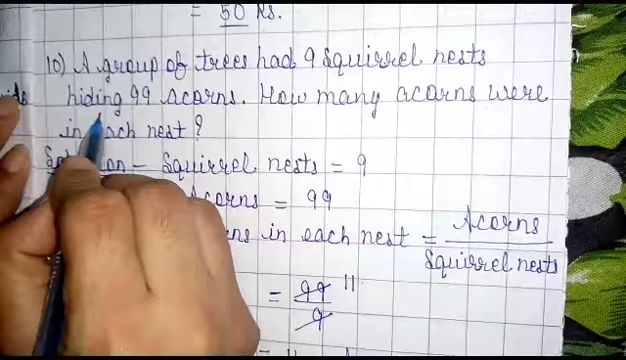 = 50 Rs.
10) A group of trees had 9 squirrel nests
hiding 99 acorns. How many acorns were
in each nest?
Squirrel nests = 9
Acorns = 99
in each nest = Acorns / Squirrel nests
= 99 / 9 11